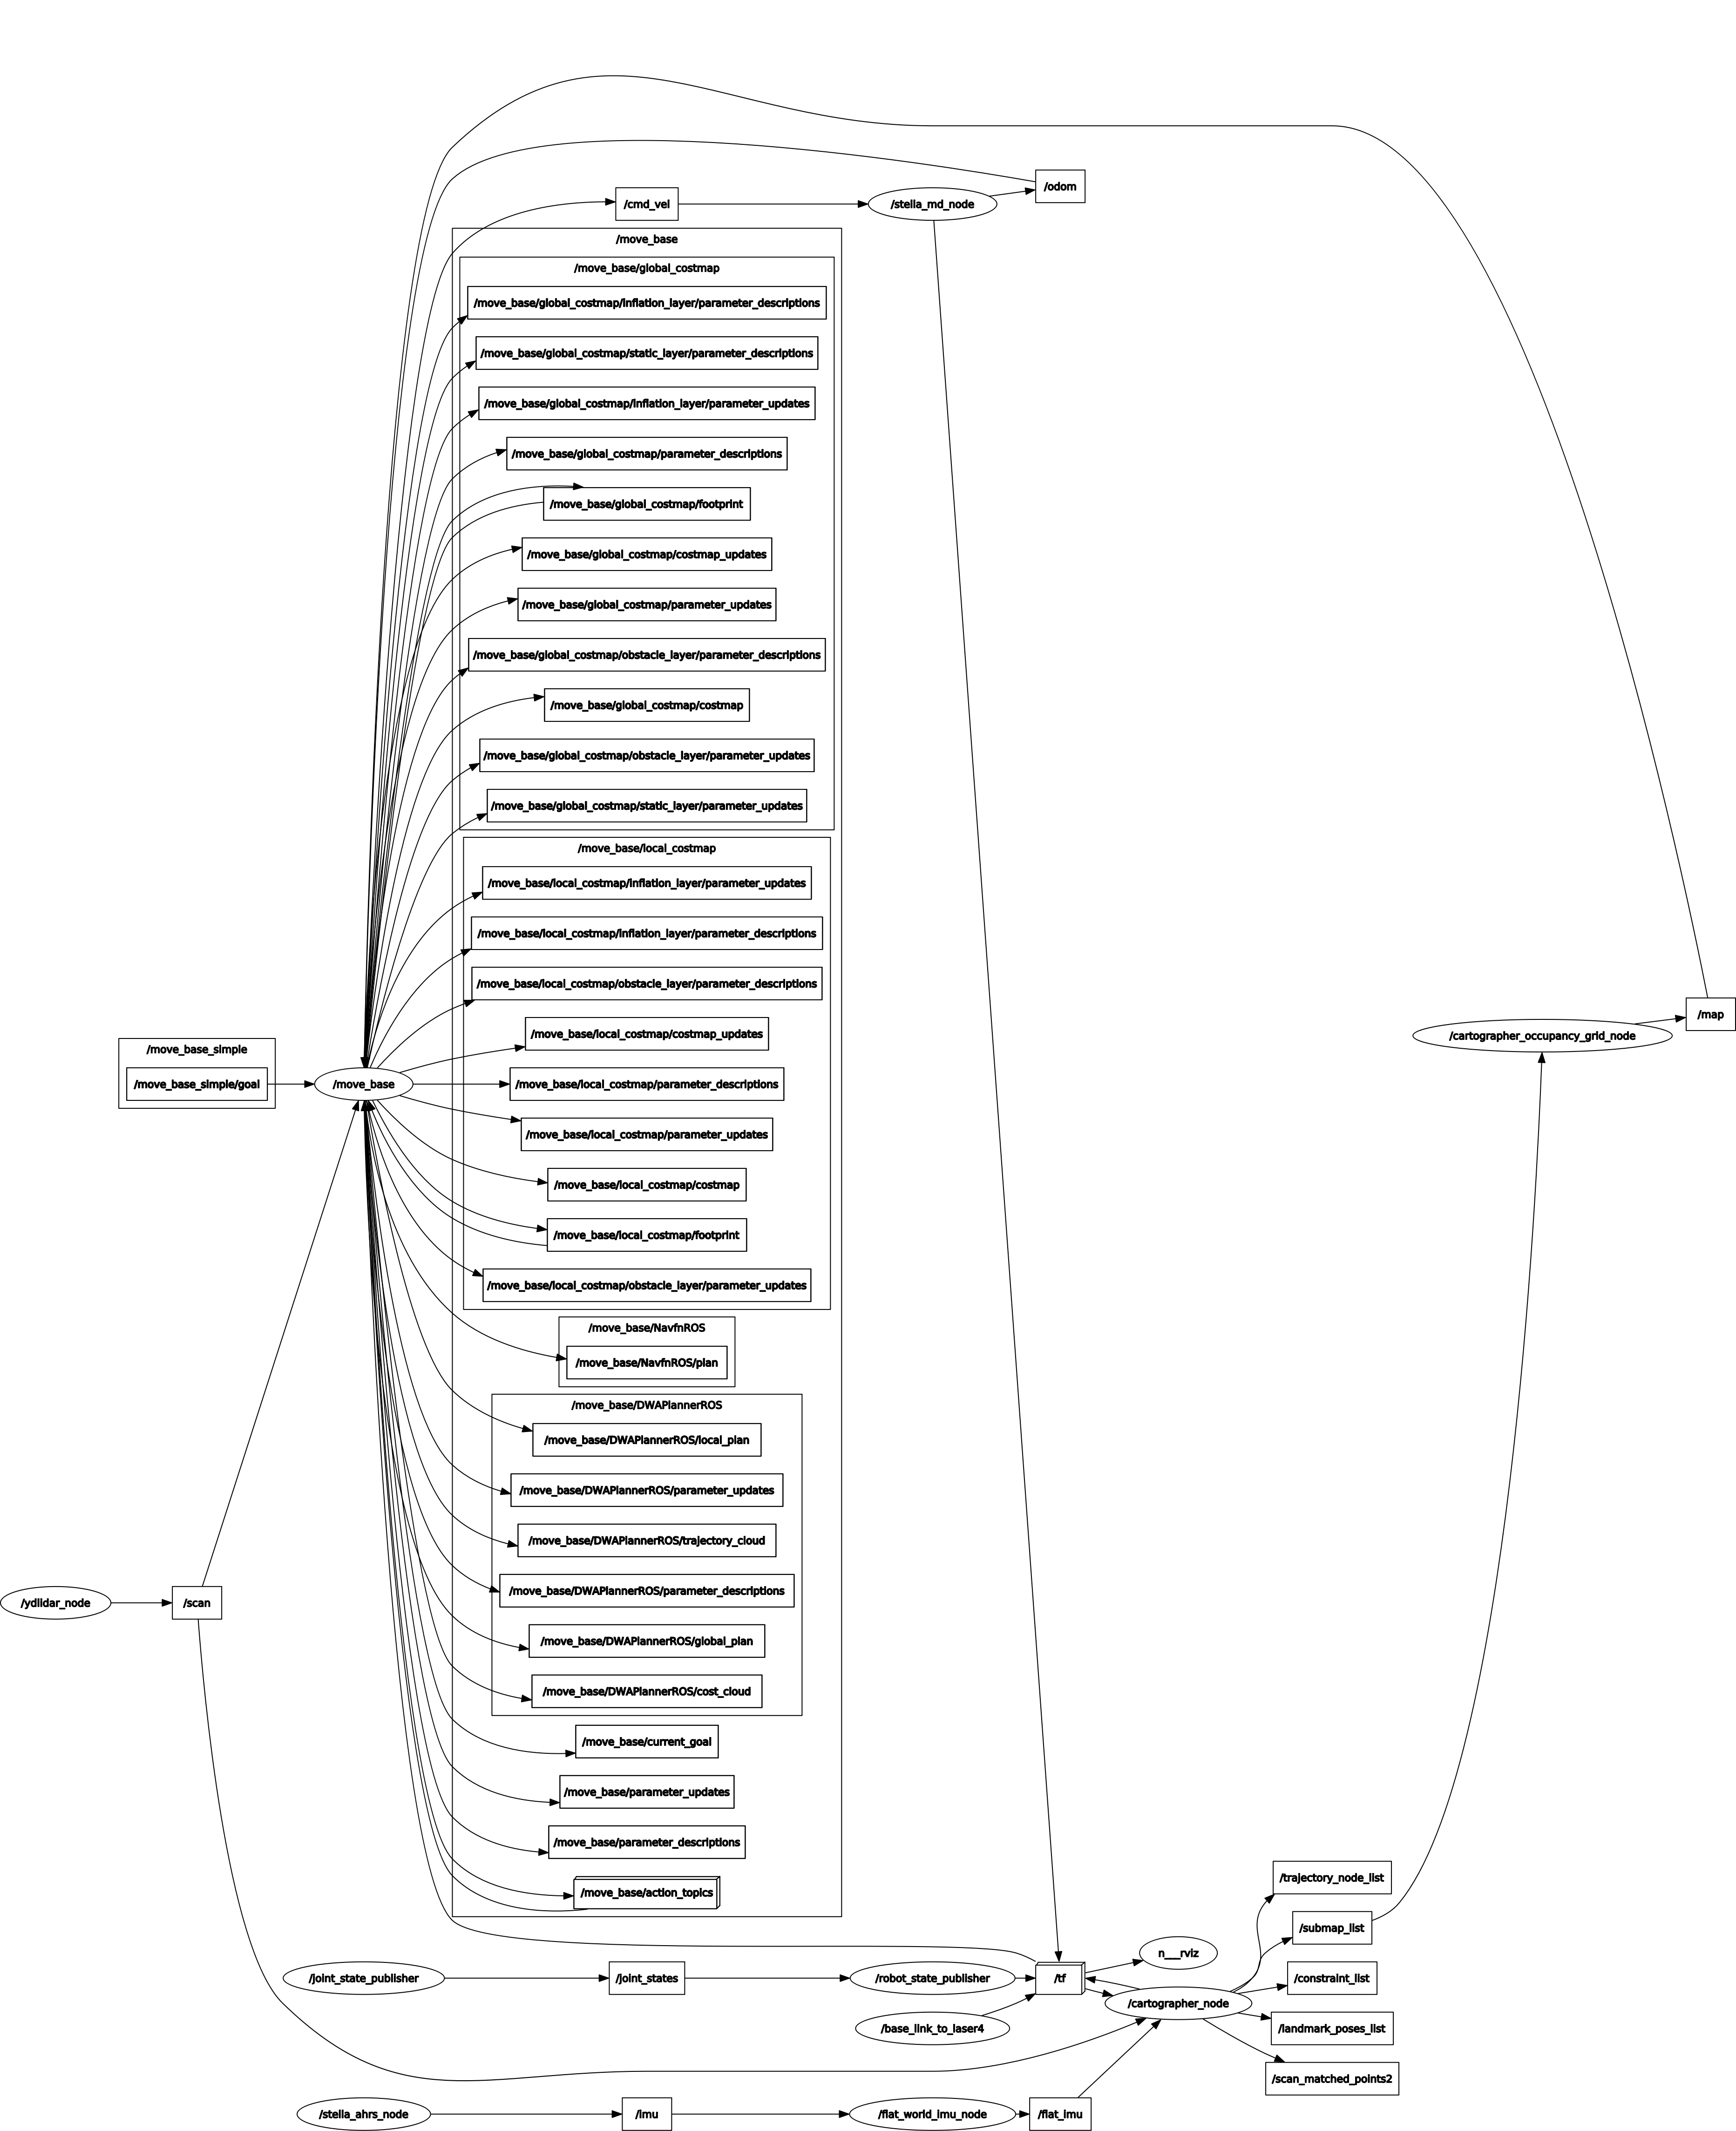 /odom
/cmd_vel
/stella_md_node
/move_base
/move_base/global_costmap
/move_base/global_costmap/inflation_layer/parameter_descriptions
/move_base/global_costmap/static_layer/parameter_descriptions
/move_base/global_costmap/inflation_layer/parameter_updates
/move_base/global_costmap/parameter_descriptions
/move_base/global_costmap/footprint
/move_base/global_costmap/costmap_updates
/move_base/global_costmap/parameter_updates
/move_base/global_costmap/obstacle_layer/parameter_descriptions
/move_base/global_costmap/costmap
/move_base/global_costmap/obstacle_layer/parameter_updates
/move_base/global_costmap/static_layer/parameter_updates
/move_base/local_costmap
/move_base/local_costmap/inflation_layer/parameter_updates
/move_base/local_costmap/inflation_layer/parameter_descriptions
/move_base/local_costmap/obstacle_layer/parameter_descriptions
/map
/move_base/local_costmap/costmap_updates
/cartographer_occupancy_grid_node
/move_base_simple
/move_base_simple/goal
/move_base
/move_base/local_costmap/parameter_descriptions
/move_base/local_costmap/parameter_updates
/move_base/local_costmap/costmap
/move_base/local_costmap/footprint
/move_base/local_costmap/obstacle_layer/parameter_updates
/move_base/NavfnROS
/move_base/NavfnROS/plan
/move_base/DWAPlannerROS
/move_base/DWAPlannerROS/local_plan
/move_base/DWAPlannerROS/parameter_updates
/move_base/DWAPlannerROS/trajectory_cloud
/move_base/DWAPlannerROS/parameter_descriptions
/ydlidar_node
/scan
/move_base/DWAPlannerROS/global_plan
/move_base/DWAPlannerROS/cost_cloud
/move_base/current_goal
/move_base/parameter_updates
/move_base/parameter_descriptions
/trajectory_node_list
/move_base/action_topics
/submap_list
n___rviz
/joint_state_publisher
/joint_states
/robot_state_publisher
/tf
/constraint_list
/cartographer_node
/base_link_to_laser4
/landmark_poses_list
/scan_matched_points2
/stella_ahrs_node
/imu
/flat_world_imu_node
/flat_imu